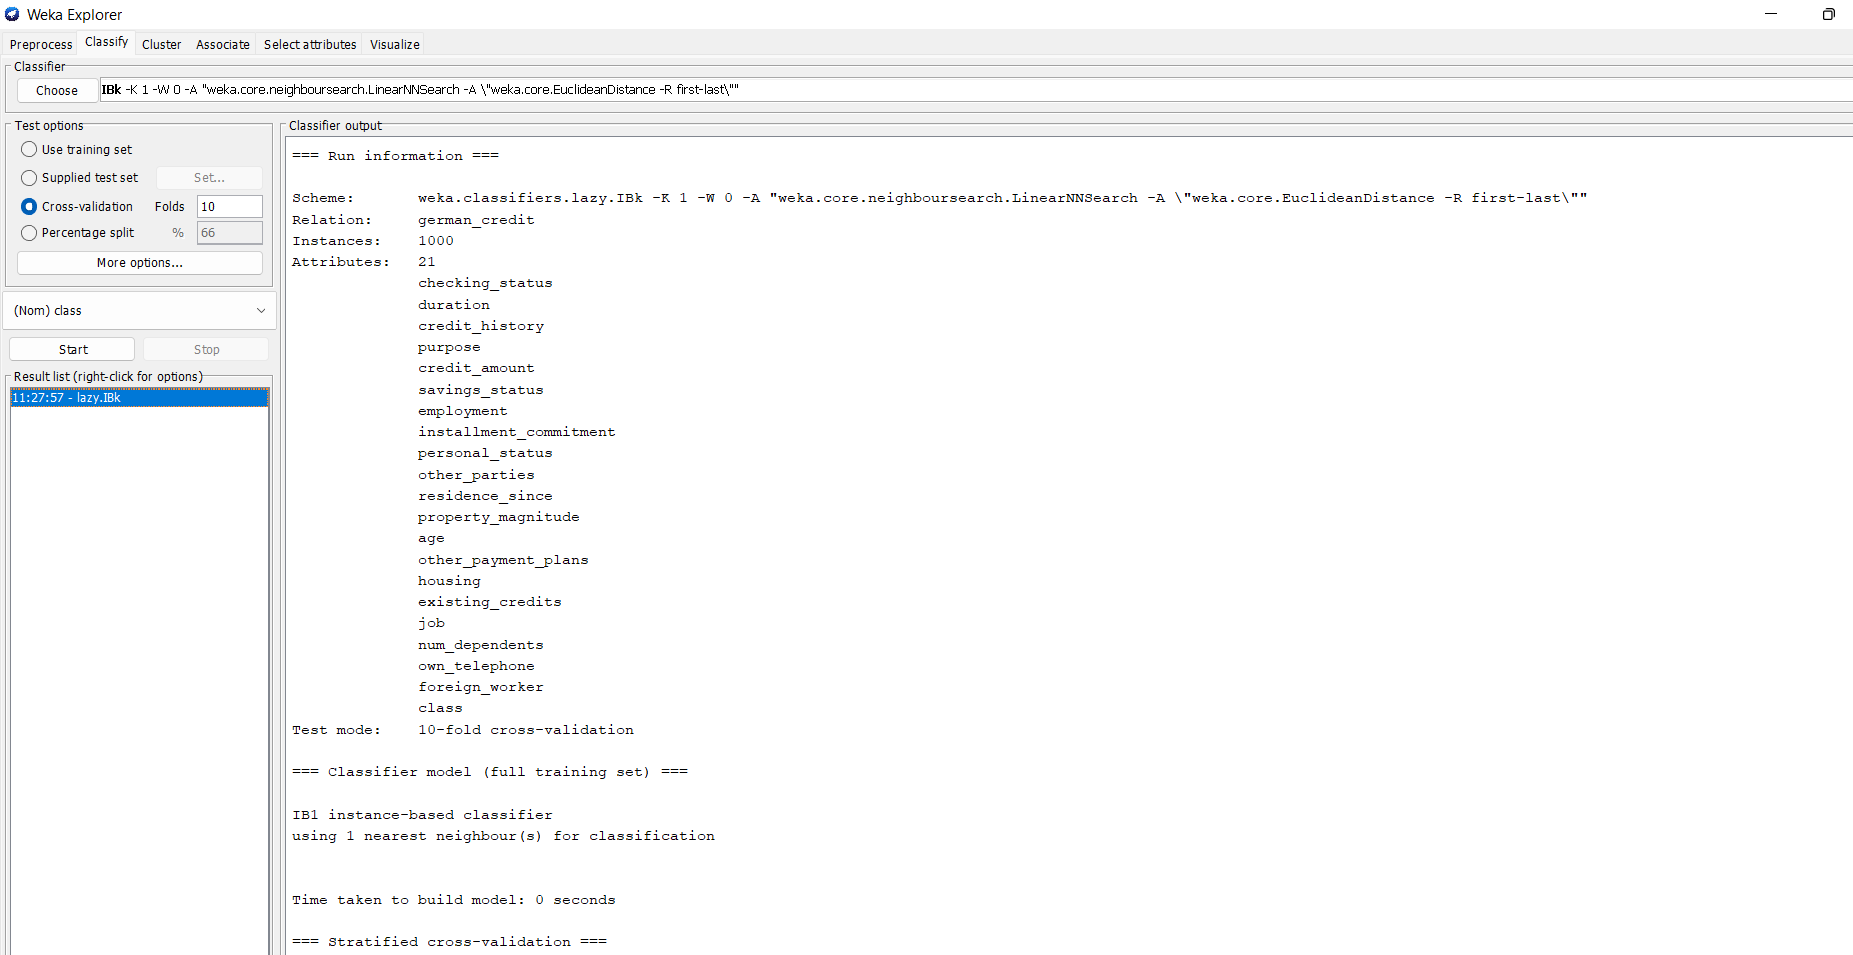 Weka Explorer
Preprocess Classify Cluster Associate Select attributes Visualize
Classifier
Choose IBk -K 1 -W 0 -A "weka.core.neighboursearch.LinearNNSearch -A \"weka.core.EuclideanDistance -R first-last\""
Test options
Use training set
Supplied test set Set...
Cross-validation Folds 10
Percentage split % 66
More options...
(Nom) class
Start Stop
Result list (right-click for options)
11:27:57 - lazy.IBk
Classifier output
=== Run information ===
Scheme: weka.classifiers.lazy.IBk -K 1 -W 0 -A "weka.core.neighboursearch.LinearNNSearch -A \"weka.core.EuclideanDistance -R first-last\""
Relation: german_credit
Instances: 1000
Attributes: 21
checking_status
duration
credit_history
purpose
credit_amount
savings_status
employment
installment_commitment
personal_status
other_parties
residence_since
property_magnitude
age
other_payment_plans
housing
existing_credits
job
num_dependents
own_telephone
foreign_worker
class
Test mode: 10-fold cross-validation
=== Classifier model (full training set) ===
IB1 instance-based classifier
using 1 nearest neighbour(s) for classification
Time taken to build model: 0 seconds
=== Stratified cross-validation ===